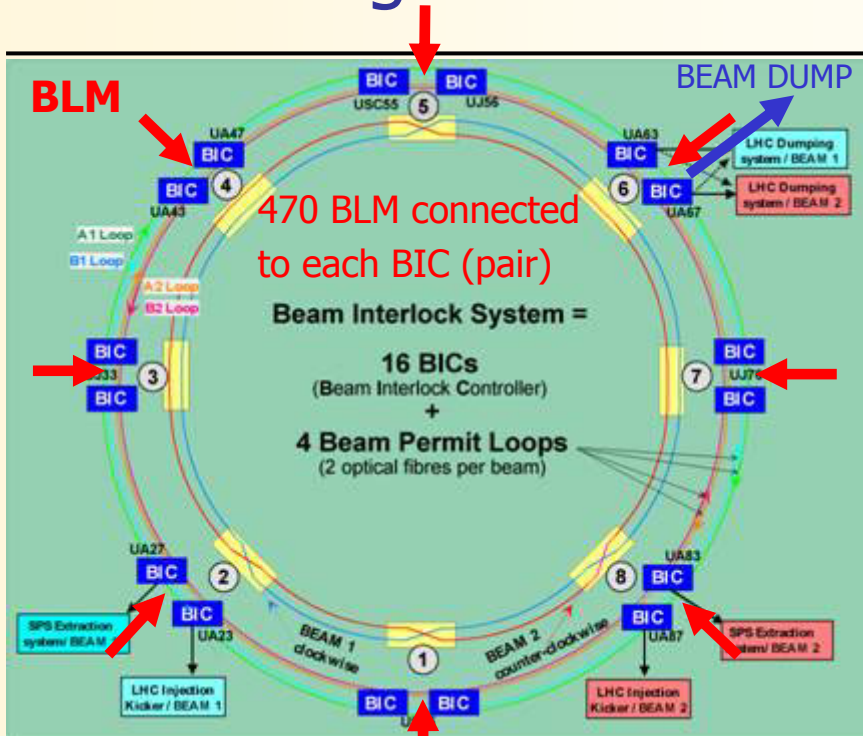 BLM
BEAM DUMP
BIC
BIC
USC55
5
UJ56
UA47
BIC
BIC
4
UA43
UA63
BIC
6
BIC
UA67
LHC Dumping
system / BEAM 1
LHC Dumping
system / BEAM 2
470 BLM connected
to each BIC (pair)
A1 Loop
B1 Loop
A2 Loop
B2 Loop
Beam Interlock System =
16 BICs
(Beam Interlock Controller)
+
4 Beam Permit Loops
(2 optical fibres per beam)
BIC
3
BIC
BIC
7
BIC
UA27
BIC
2
BIC
UA23
UA83
8
BIC
BIC
UA87
SPS Extraction
system/ BEAM
LHC Injection
Kicker / BEAM 1
BEAM 1
clockwise
1
BEAM 2
counter-clockwise
BIC
BIC
LHC Injection
Kicker / BEAM 2
SPS Extraction
BEAM 2